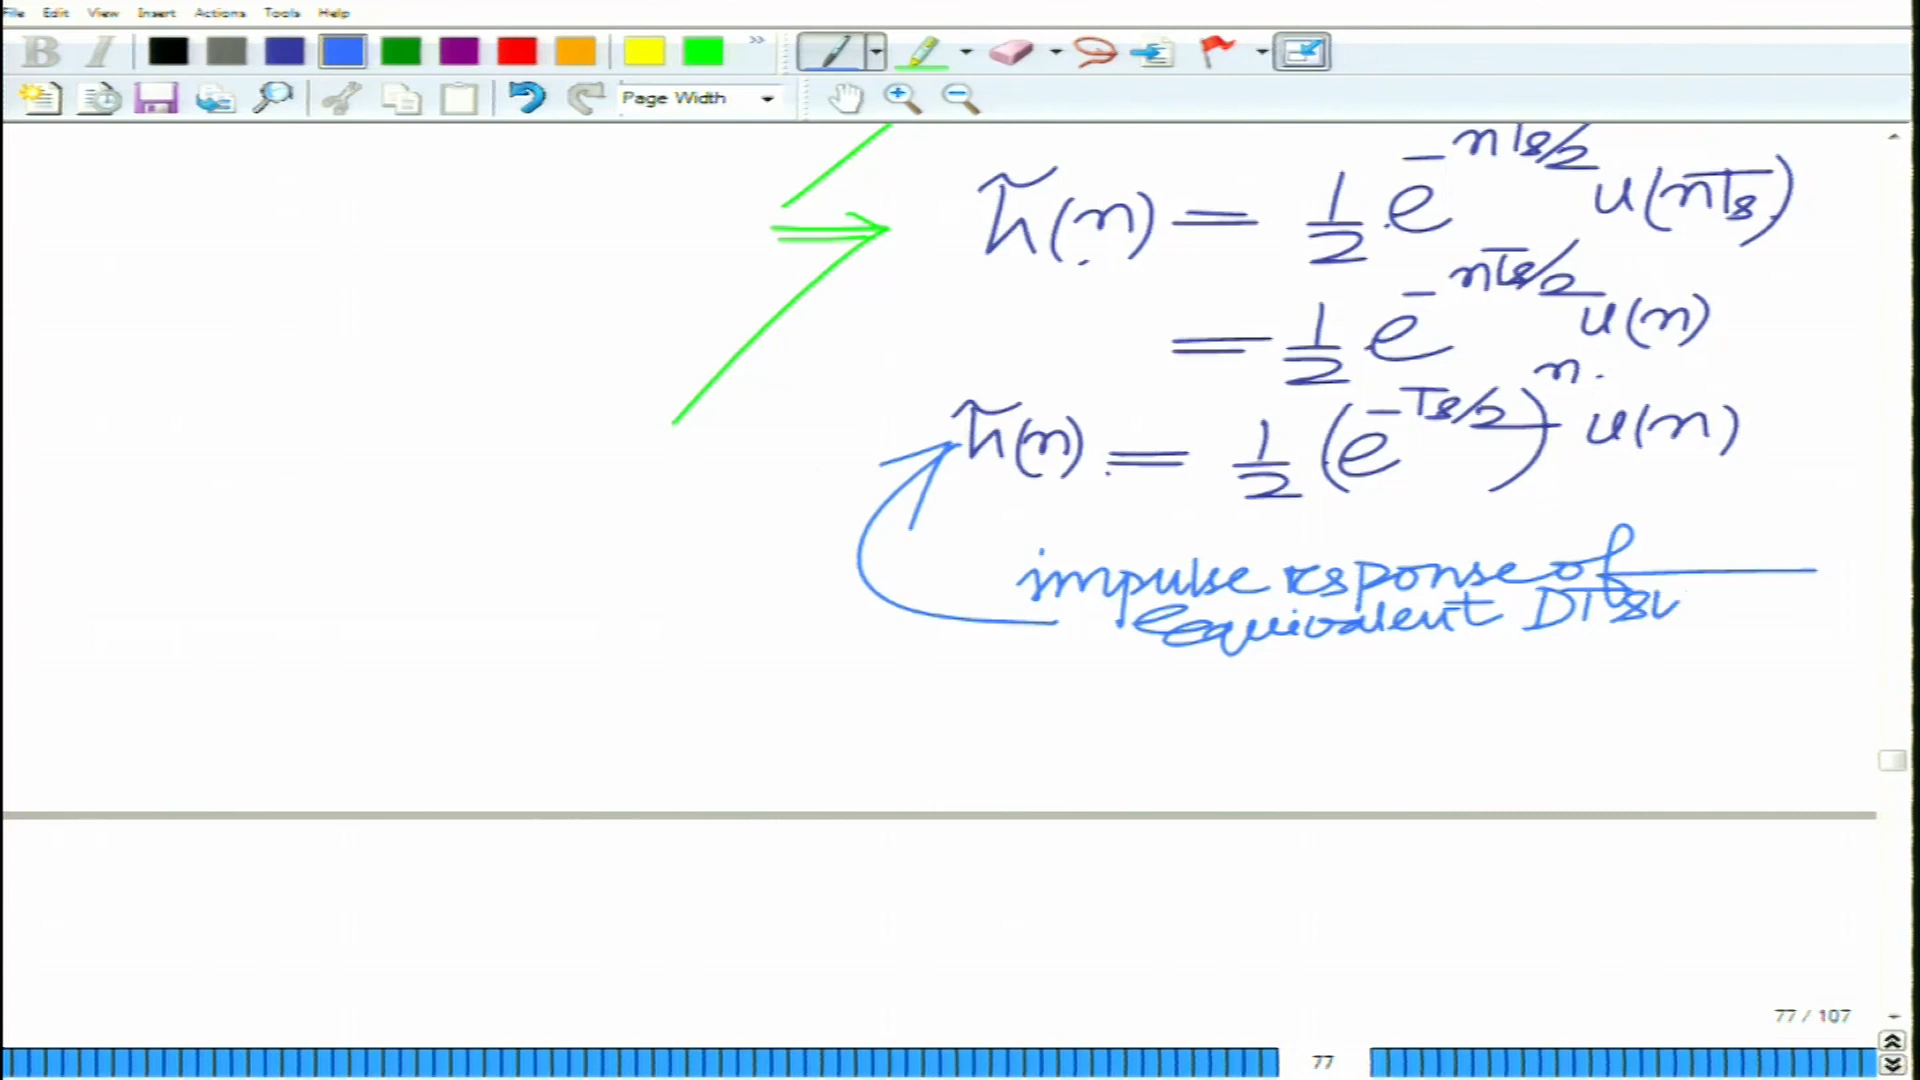 File Edit View Insert Actions Tools Help
B I
Page Width
h̃(n) = 1/2 e^{-nTs/2} u(nTs)
= 1/2 e^{-nTs/2} u(n)
h̃(n) = 1/2 (e^{-Ts/2})^n u(n)
impulse response of
equivalent
77 / 107
77